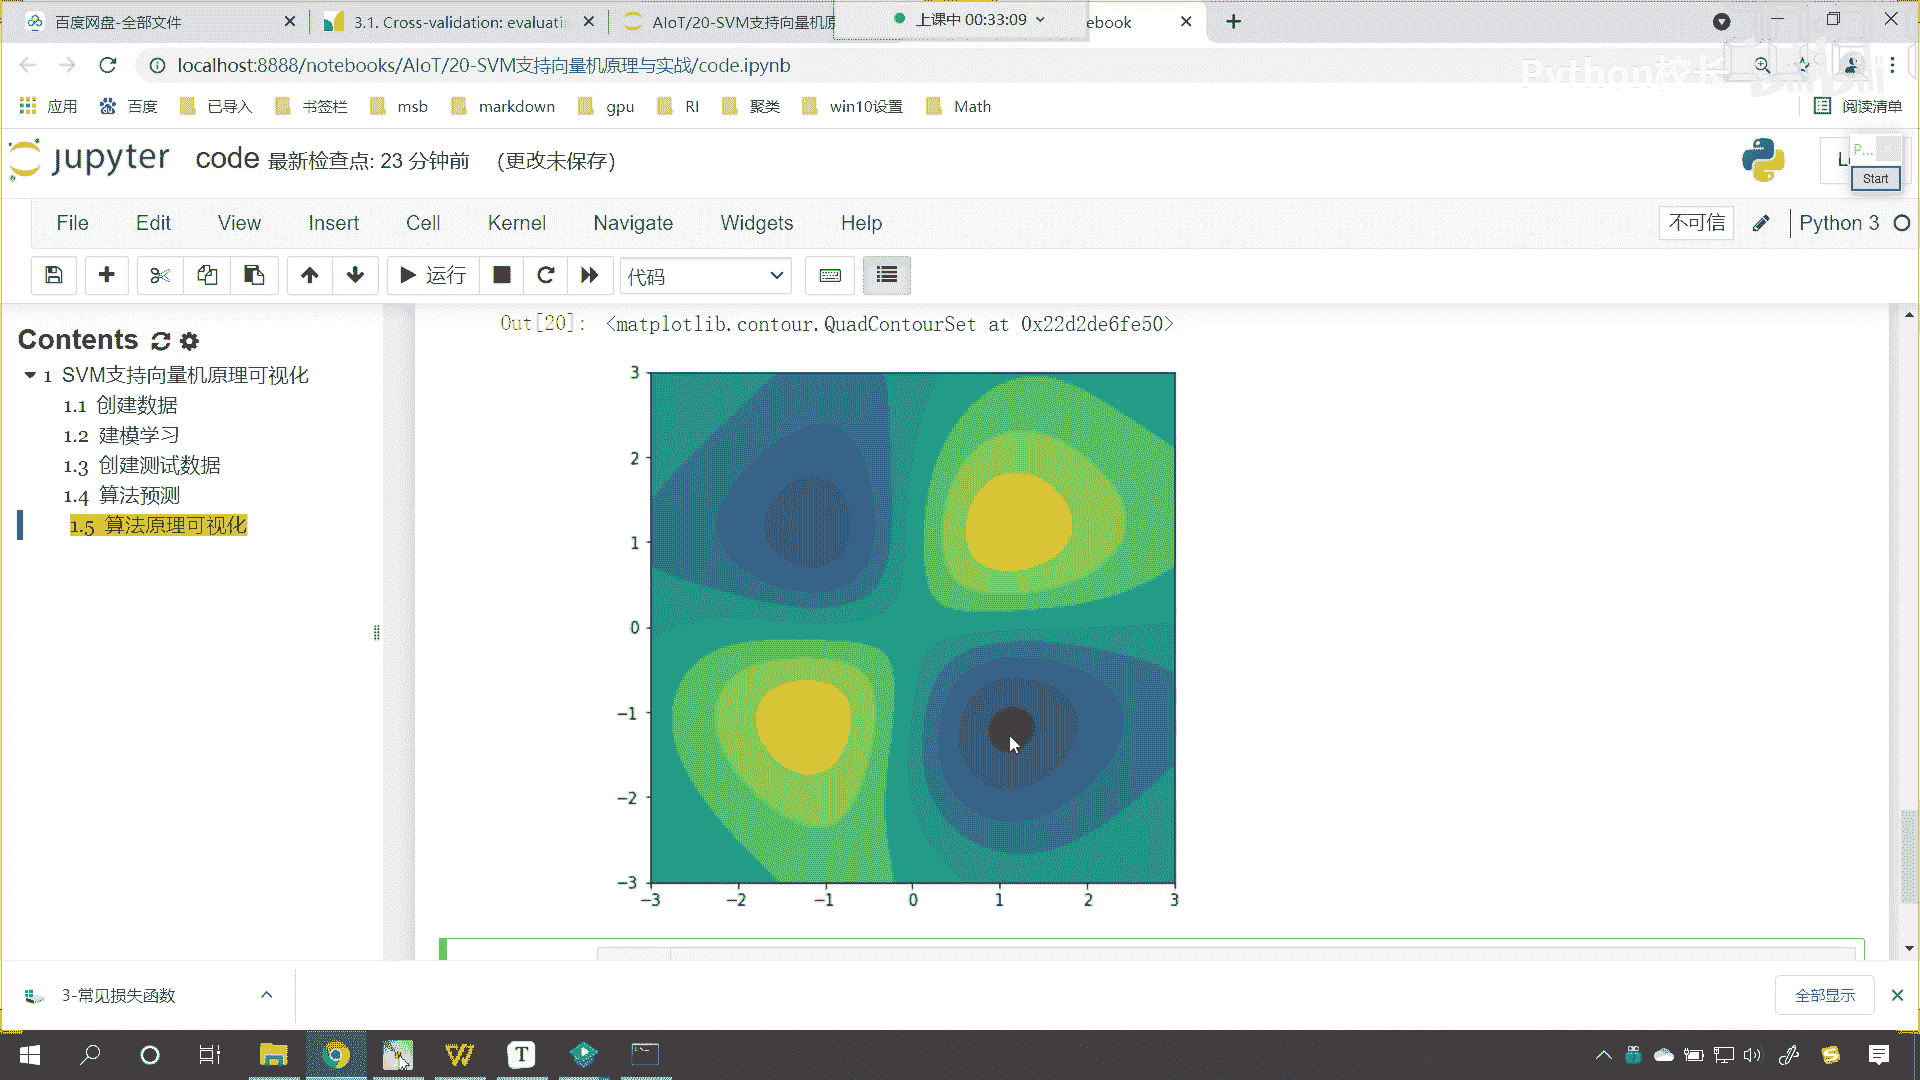 百度网盘-全部文件
3.1. Cross-validation: evaluati
AIoT/20-SVM支持向量机原
上课中 00:33:09
ebook
localhost:8888/notebooks/AIoT/20-SVM支持向量机原理与实战/code.ipynb
Python校长
应用
百度
已导入
书签栏
msb
markdown
gpu
RI
聚类
win10设置
Math
阅读清单
jupyter code 最新检查点: 23 分钟前 (更改未保存)
P...
Start
File Edit View Insert Cell Kernel Navigate Widgets Help
不可信
Python 3
运行
代码
Contents
1 SVM支持向量机原理可视化
1.1 创建数据
1.2 建模学习
1.3 创建测试数据
1.4 算法预测
1.5 算法原理可视化
Out[20]: <matplotlib.contour.QuadContourSet at 0x22d2de6fe50>
3
2
1
0
−1
−2
−3
−3 −2 −1 0 1 2 3
3-常见损失函数
全部显示